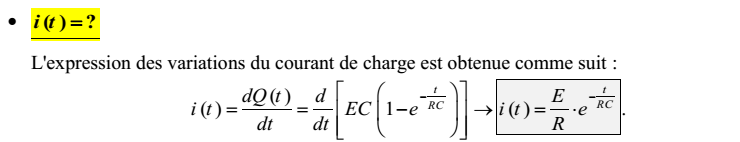 • i(t)=?
L'expression des variations du courant de charge est obtenue comme suit :
i(t) = dQ(t)/dt = d/dt [EC(1−e^(-t/RC))] → i(t) = E/R · e^(-t/RC).